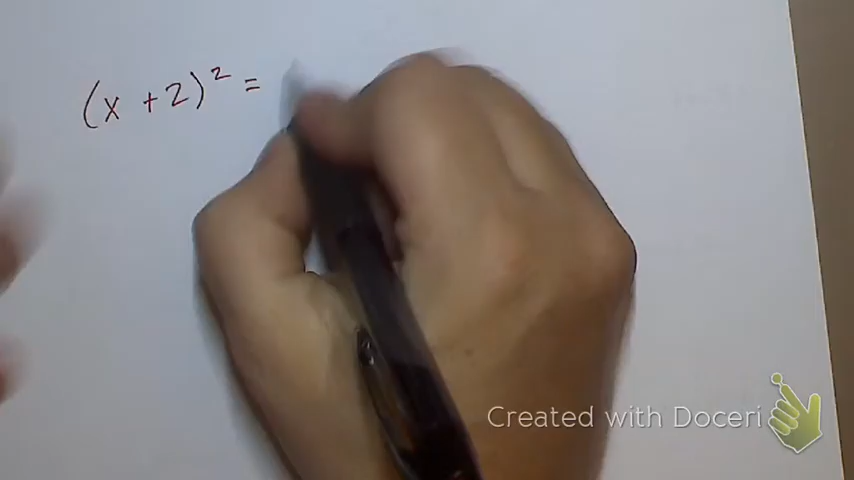 (x + 2)² =
Created with Doceri